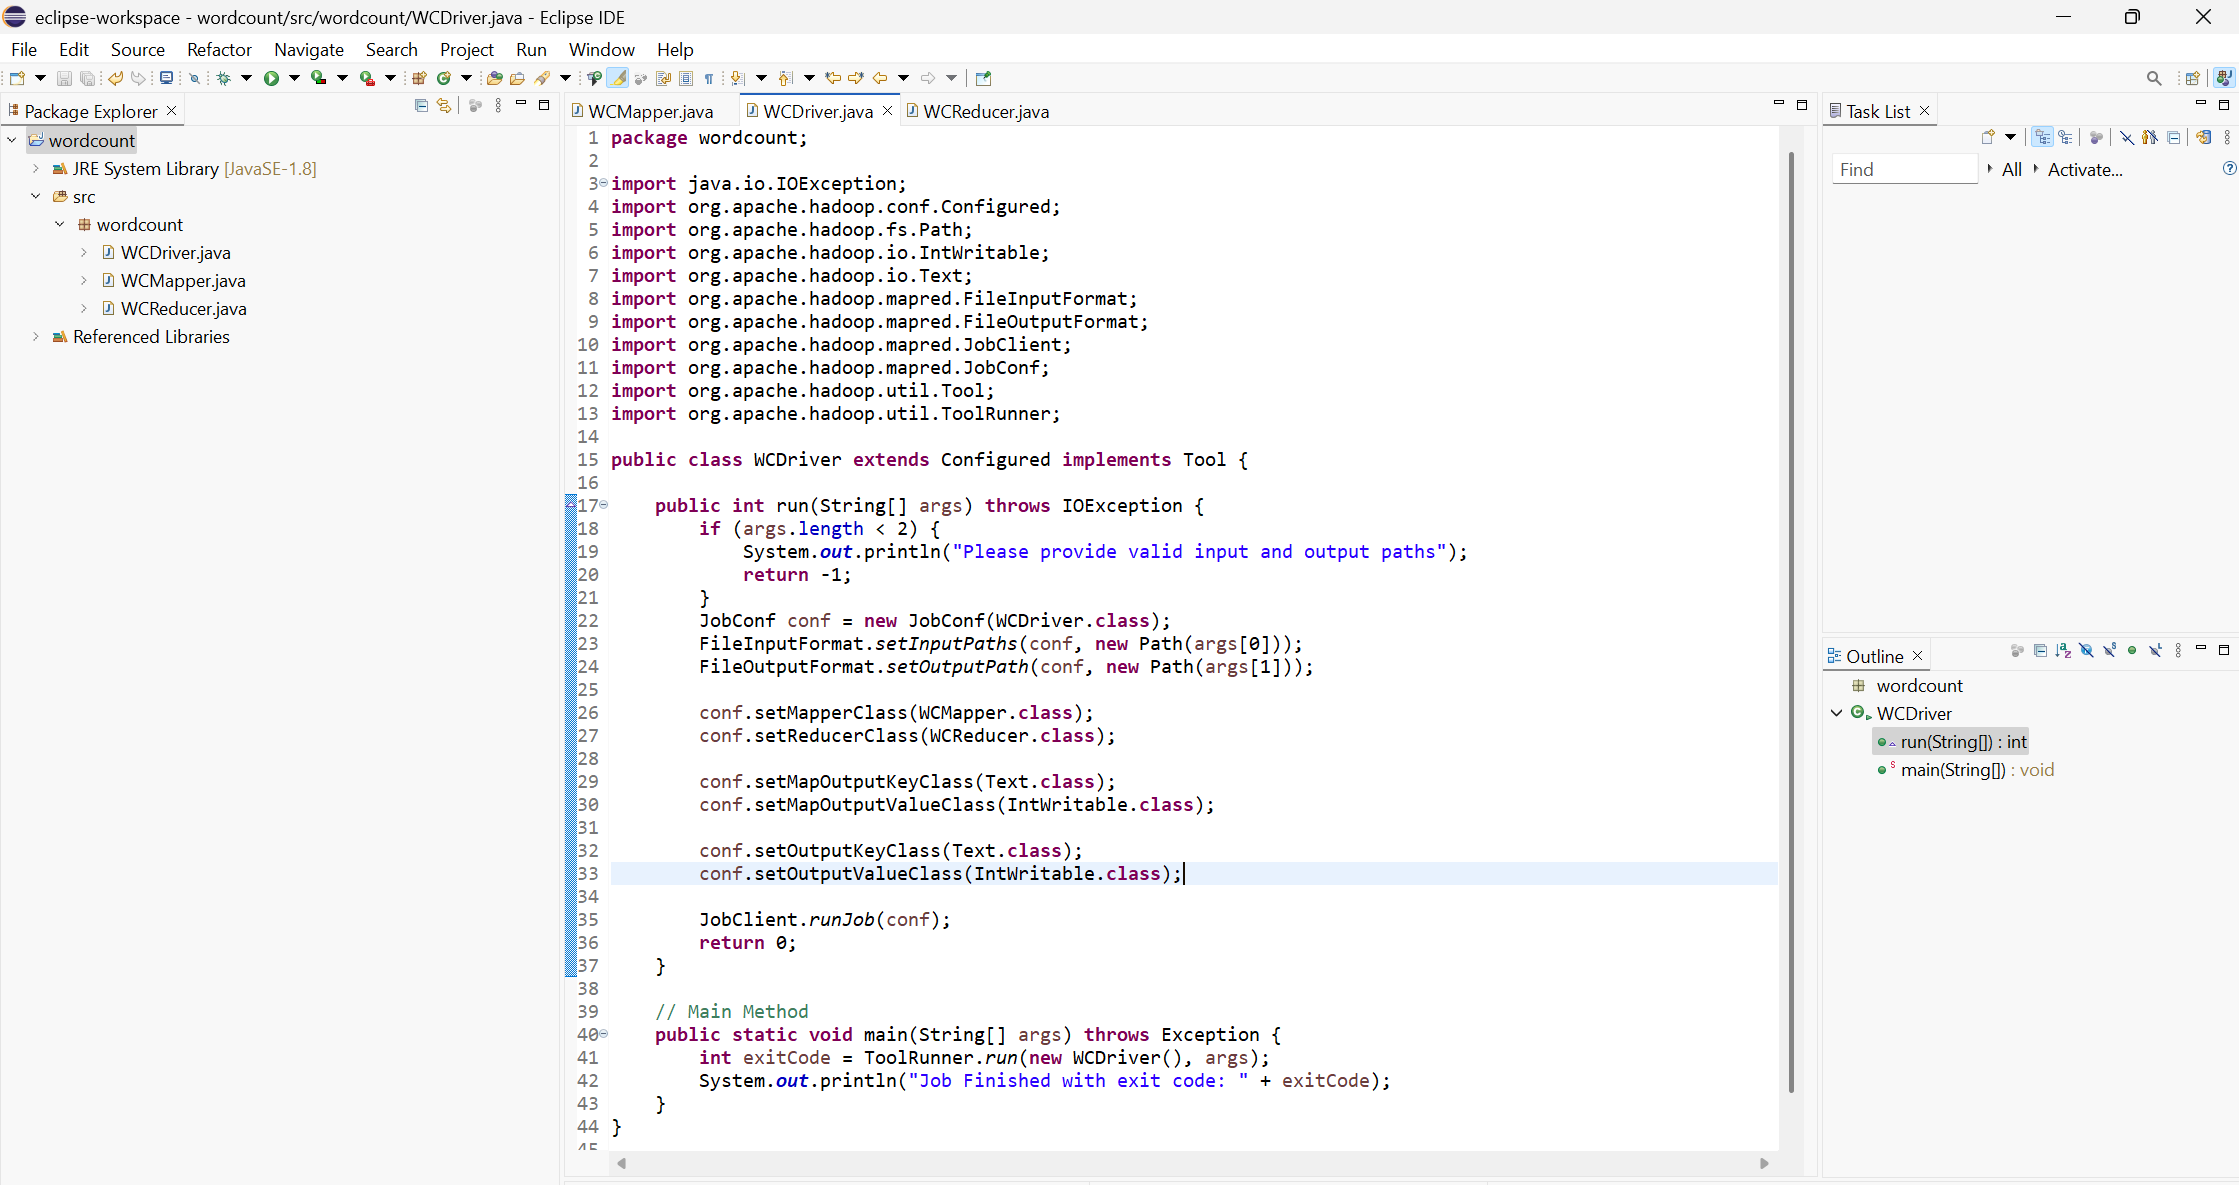 eclipse-workspace - wordcount/src/wordcount/WCDriver.java - Eclipse IDE
File Edit Source Refactor Navigate Search Project Run Window Help
Package Explorer
wordcount
JRE System Library [JavaSE-1.8]
src
wordcount
WCDriver.java
WCMapper.java
WCReducer.java
Referenced Libraries
WCMapper.java WCDriver.java WCReducer.java
1 package wordcount;
2
3 import java.io.IOException;
4 import org.apache.hadoop.conf.Configured;
5 import org.apache.hadoop.fs.Path;
6 import org.apache.hadoop.io.IntWritable;
7 import org.apache.hadoop.io.Text;
8 import org.apache.hadoop.mapred.FileInputFormat;
9 import org.apache.hadoop.mapred.FileOutputFormat;
10 import org.apache.hadoop.mapred.JobClient;
11 import org.apache.hadoop.mapred.JobConf;
12 import org.apache.hadoop.util.Tool;
13 import org.apache.hadoop.util.ToolRunner;
14
15 public class WCDriver extends Configured implements Tool {
16
17 public int run(String[] args) throws IOException {
18 if (args.length < 2) {
19 System.out.println("Please provide valid input and output paths");
20 return -1;
21 }
22 JobConf conf = new JobConf(WCDriver.class);
23 FileInputFormat.setInputPaths(conf, new Path(args[0]));
24 FileOutputFormat.setOutputPath(conf, new Path(args[1]));
25
26 conf.setMapperClass(WCMapper.class);
27 conf.setReducerClass(WCReducer.class);
28
29 conf.setMapOutputKeyClass(Text.class);
30 conf.setMapOutputValueClass(IntWritable.class);
31
32 conf.setOutputKeyClass(Text.class);
33 conf.setOutputValueClass(IntWritable.class);
34
35 JobClient.runJob(conf);
36 return 0;
37 }
38
39 // Main Method
40 public static void main(String[] args) throws Exception {
41 int exitCode = ToolRunner.run(new WCDriver(), args);
42 System.out.println("Job Finished with exit code: " + exitCode);
43 }
44 }
45
Task List
Find All Activate...
Outline
wordcount
WCDriver
run(String[]) : int
main(String[]) : void